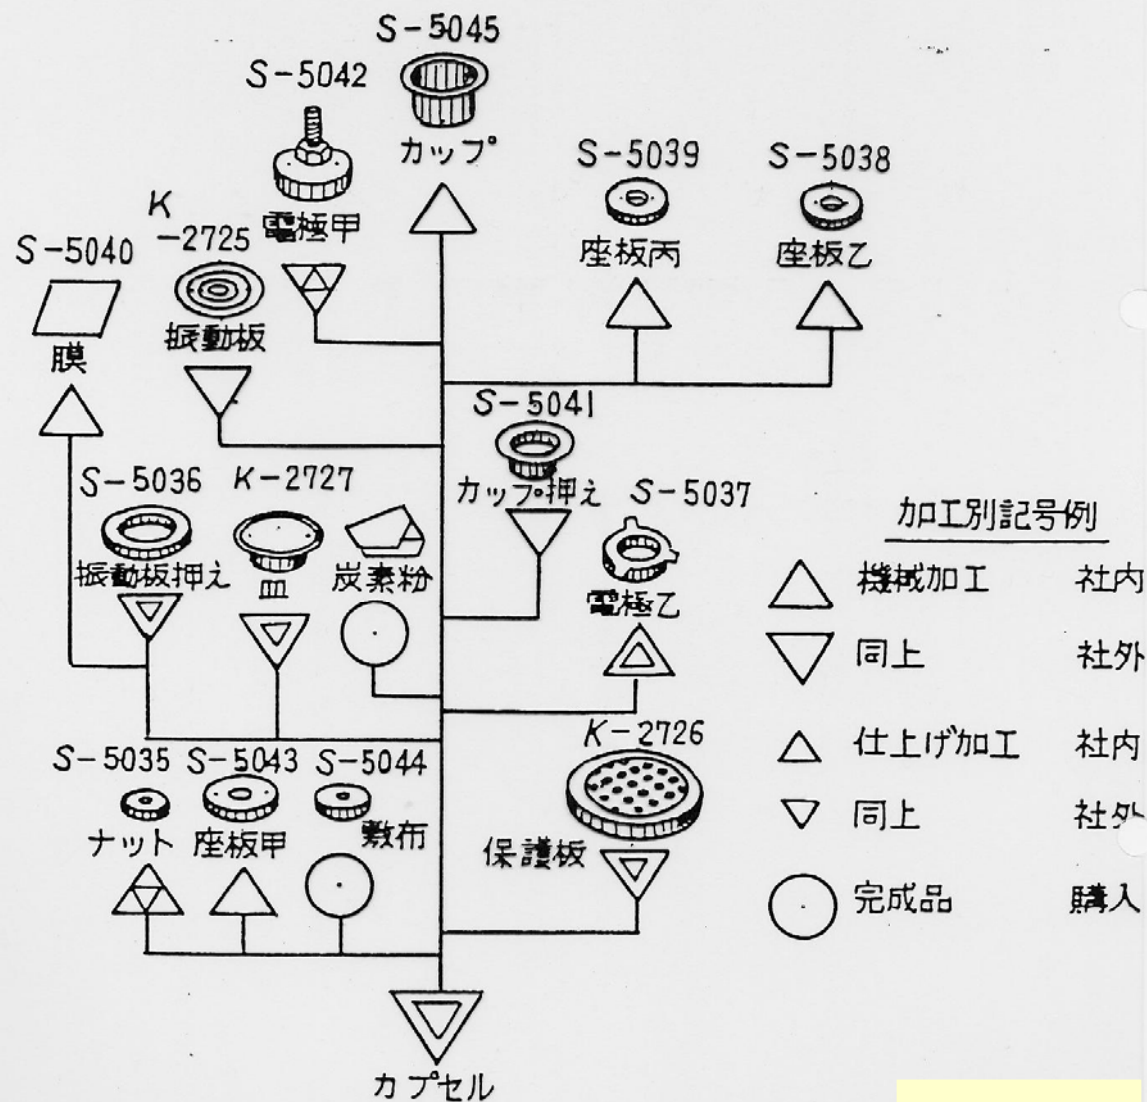 S-5045
カップ
S-5042
電極甲
S-5039
座板丙
S-5038
座板乙
K
-2725
振動板
S-5040
膜
S-5041
カップ押え
S-5036
振動板押え
K-2727
皿
炭素粉
S-5037
電極乙
加工別記号例
機械加工 社内
同上 社外
仕上げ加工 社内
同上 社外
完成品 購入
K-2726
保護板
S-5035
ナット
S-5043
座板甲
S-5044
敷布
カプセル